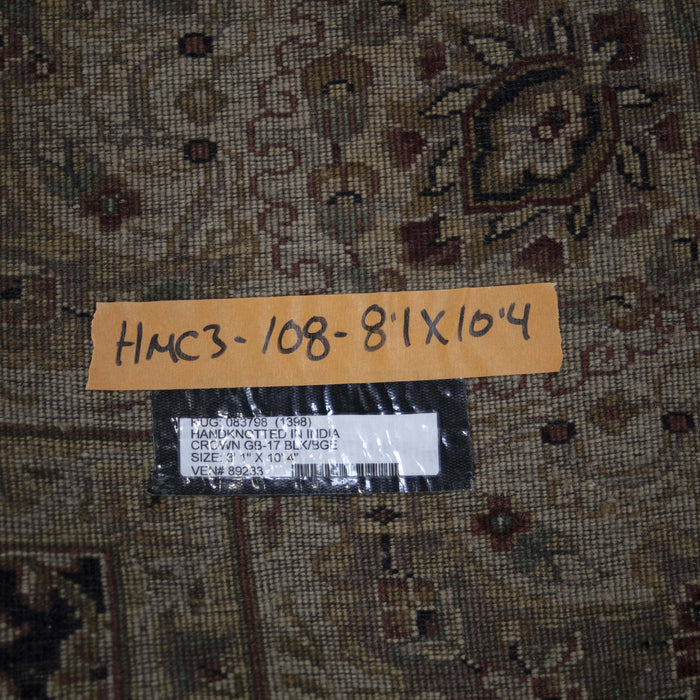 HMC3-108-8'1X10'4
RUG: 083798 (1398)
HANDKNOTTED IN INDIA
CROWN GB-17 BLK/BGE
SIZE: 3' 1" X 10' 4"
VEN# 89233